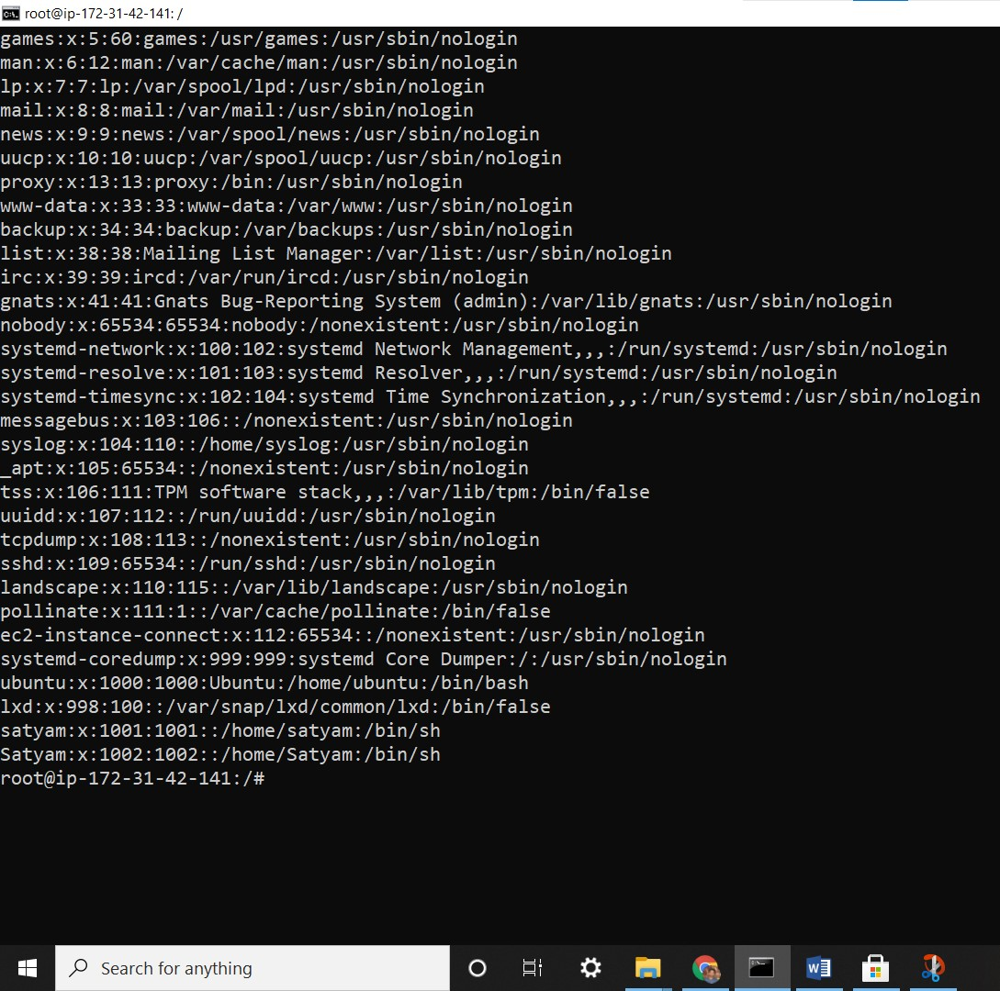 root@ip-172-31-42-141: /
games:x:5:60:games:/usr/games:/usr/sbin/nologin
man:x:6:12:man:/var/cache/man:/usr/sbin/nologin
lp:x:7:7:lp:/var/spool/lpd:/usr/sbin/nologin
mail:x:8:8:mail:/var/mail:/usr/sbin/nologin
news:x:9:9:news:/var/spool/news:/usr/sbin/nologin
uucp:x:10:10:uucp:/var/spool/uucp:/usr/sbin/nologin
proxy:x:13:13:proxy:/bin:/usr/sbin/nologin
www-data:x:33:33:www-data:/var/www:/usr/sbin/nologin
backup:x:34:34:backup:/var/backups:/usr/sbin/nologin
list:x:38:38:Mailing List Manager:/var/list:/usr/sbin/nologin
irc:x:39:39:ircd:/var/run/ircd:/usr/sbin/nologin
gnats:x:41:41:Gnats Bug-Reporting System (admin):/var/lib/gnats:/usr/sbin/nologin
nobody:x:65534:65534:nobody:/nonexistent:/usr/sbin/nologin
systemd-network:x:100:102:systemd Network Management,,,:/run/systemd:/usr/sbin/nologin
systemd-resolve:x:101:103:systemd Resolver,,,:/run/systemd:/usr/sbin/nologin
systemd-timesync:x:102:104:systemd Time Synchronization,,,:/run/systemd:/usr/sbin/nologin
messagebus:x:103:106::/nonexistent:/usr/sbin/nologin
syslog:x:104:110::/home/syslog:/usr/sbin/nologin
_apt:x:105:65534::/nonexistent:/usr/sbin/nologin
tss:x:106:111:TPM software stack,,,:/var/lib/tpm:/bin/false
uuidd:x:107:112::/run/uuidd:/usr/sbin/nologin
tcpdump:x:108:113::/nonexistent:/usr/sbin/nologin
sshd:x:109:65534::/run/sshd:/usr/sbin/nologin
landscape:x:110:115::/var/lib/landscape:/usr/sbin/nologin
pollinate:x:111:1::/var/cache/pollinate:/bin/false
ec2-instance-connect:x:112:65534::/nonexistent:/usr/sbin/nologin
systemd-coredump:x:999:999:systemd Core Dumper:/:/usr/sbin/nologin
ubuntu:x:1000:1000:Ubuntu:/home/ubuntu:/bin/bash
lxd:x:998:100::/var/snap/lxd/common/lxd:/bin/false
satyam:x:1001:1001::/home/satyam:/bin/sh
Satyam:x:1002:1002::/home/Satyam:/bin/sh
root@ip-172-31-42-141:/#
Search for anything